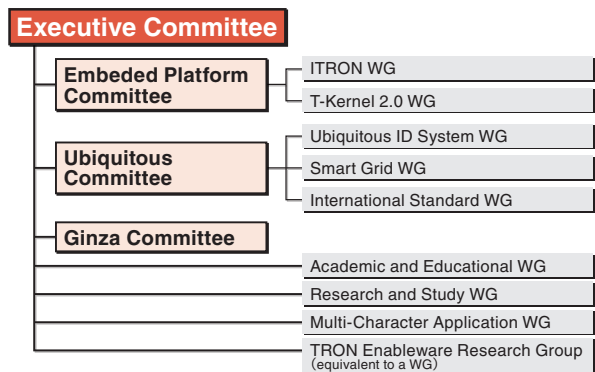 Executive Committee
Embeded Platform
Committee
ITRON WG
T-Kernel 2.0 WG
Ubiquitous
Committee
Ubiquitous ID System WG
Smart Grid WG
International Standard WG
Ginza Committee
Academic and Educational WG
Research and Study WG
Multi-Character Application WG
TRON Enableware Research Group
(equivalent to a WG)